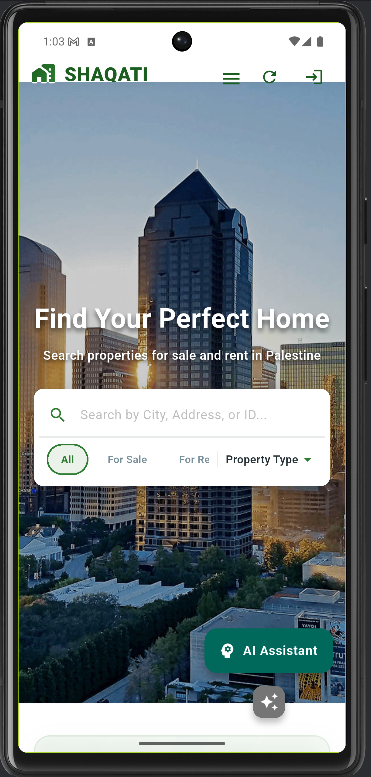 1:03
SHAQATI
Find Your Perfect Home
Search properties for sale and rent in Palestine
Search by City, Address, or ID...
All For Sale For Re Property Type
AI Assistant